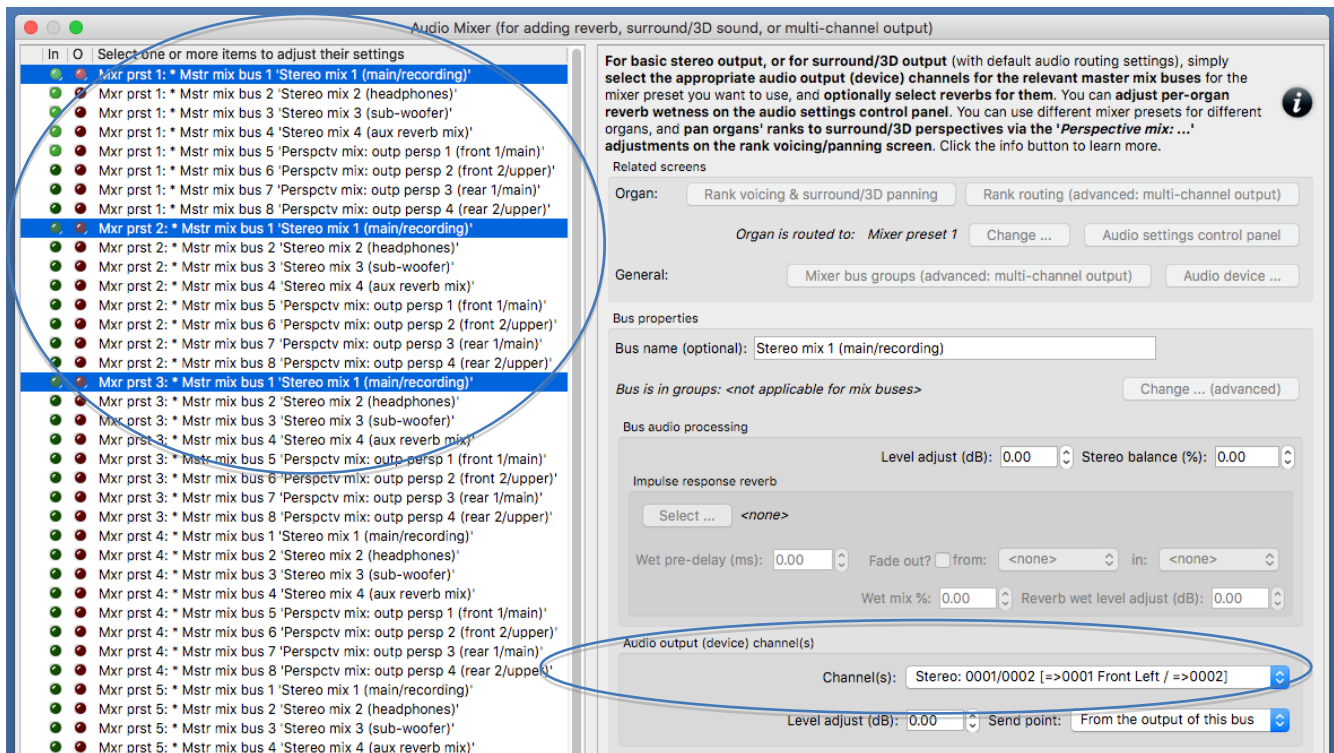 Audio Mixer (for adding reverb, surround/3D sound, or multi-channel output)
In O Select one or more items to adjust their settings
Mxr prst 1: * Mstr mix bus 1 'Stereo mix 1 (main/recording)'
Mxr prst 1: * Mstr mix bus 2 'Stereo mix 2 (headphones)'
Mxr prst 1: * Mstr mix bus 3 'Stereo mix 3 (sub-woofer)'
Mxr prst 1: * Mstr mix bus 4 'Stereo mix 4 (aux reverb mix)'
Mxr prst 1: * Mstr mix bus 5 'Perspctv mix: outp persp 1 (front 1/main)'
Mxr prst 1: * Mstr mix bus 6 'Perspctv mix: outp persp 2 (front 2/upper)'
Mxr prst 1: * Mstr mix bus 7 'Perspctv mix: outp persp 3 (rear 1/main)'
Mxr prst 1: * Mstr mix bus 8 'Perspctv mix: outp persp 4 (rear 2/upper)'
Mxr prst 2: * Mstr mix bus 1 'Stereo mix 1 (main/recording)'
Mxr prst 2: * Mstr mix bus 2 'Stereo mix 2 (headphones)'
Mxr prst 2: * Mstr mix bus 3 'Stereo mix 3 (sub-woofer)'
Mxr prst 2: * Mstr mix bus 4 'Stereo mix 4 (aux reverb mix)'
Mxr prst 2: * Mstr mix bus 5 'Perspctv mix: outp persp 1 (front 1/main)'
Mxr prst 2: * Mstr mix bus 6 'Perspctv mix: outp persp 2 (front 2/upper)'
Mxr prst 2: * Mstr mix bus 7 'Perspctv mix: outp persp 3 (rear 1/main)'
Mxr prst 2: * Mstr mix bus 8 'Perspctv mix: outp persp 4 (rear 2/upper)'
Mxr prst 3: * Mstr mix bus 1 'Stereo mix 1 (main/recording)'
Mxr prst 3: * Mstr mix bus 2 'Stereo mix 2 (headphones)'
Mxr prst 3: * Mstr mix bus 3 'Stereo mix 3 (sub-woofer)'
Mxr prst 3: * Mstr mix bus 4 'Stereo mix 4 (aux reverb mix)'
Mxr prst 3: * Mstr mix bus 5 'Perspctv mix: outp persp 1 (front 1/main)'
Mxr prst 3: * Mstr mix bus 6 'Perspctv mix: outp persp 2 (front 2/upper)'
Mxr prst 3: * Mstr mix bus 7 'Perspctv mix: outp persp 3 (rear 1/main)'
Mxr prst 3: * Mstr mix bus 8 'Perspctv mix: outp persp 4 (rear 2/upper)'
Mxr prst 4: * Mstr mix bus 1 'Stereo mix 1 (main/recording)'
Mxr prst 4: * Mstr mix bus 2 'Stereo mix 2 (headphones)'
Mxr prst 4: * Mstr mix bus 3 'Stereo mix 3 (sub-woofer)'
Mxr prst 4: * Mstr mix bus 4 'Stereo mix 4 (aux reverb mix)'
Mxr prst 4: * Mstr mix bus 5 'Perspctv mix: outp persp 1 (front 1/main)'
Mxr prst 4: * Mstr mix bus 6 'Perspctv mix: outp persp 2 (front 2/upper)'
Mxr prst 4: * Mstr mix bus 7 'Perspctv mix: outp persp 3 (rear 1/main)'
Mxr prst 4: * Mstr mix bus 8 'Perspctv mix: outp persp 4 (rear 2/upper)'
Mxr prst 5: * Mstr mix bus 1 'Stereo mix 1 (main/recording)'
Mxr prst 5: * Mstr mix bus 2 'Stereo mix 2 (headphones)'
Mxr prst 5: * Mstr mix bus 3 'Stereo mix 3 (sub-woofer)'
Mxr prst 5: * Mstr mix bus 4 'Stereo mix 4 (aux reverb mix)'
For basic stereo output, or for surround/3D output (with default audio routing settings), simply
select the appropriate audio output (device) channels for the relevant master mix buses for the
mixer preset you want to use, and optionally select reverbs for them. You can adjust per-organ
reverb wetness on the audio settings control panel. You can use different mixer presets for different
organs, and pan organs' ranks to surround/3D perspectives via the 'Perspective mix: ...'
adjustments on the rank voicing/panning screen. Click the info button to learn more.
i
Related screens
Organ: Rank voicing & surround/3D panning Rank routing (advanced: multi-channel output)
Organ is routed to: Mixer preset 1 Change ... Audio settings control panel
General: Mixer bus groups (advanced: multi-channel output) Audio device ...
Bus properties
Bus name (optional): Stereo mix 1 (main/recording)
Bus is in groups: <not applicable for mix buses> Change ... (advanced)
Bus audio processing
Level adjust (dB): 0.00 Stereo balance (%): 0.00
Impulse response reverb
Select ... <none>
Wet pre-delay (ms): 0.00 Fade out? from: <none> in: <none>
Wet mix %: 0.00 Reverb wet level adjust (dB): 0.00
Audio output (device) channel(s)
Channel(s): Stereo: 0001/0002 [=>0001 Front Left / =>0002]
Level adjust (dB): 0.00 Send point: From the output of this bus